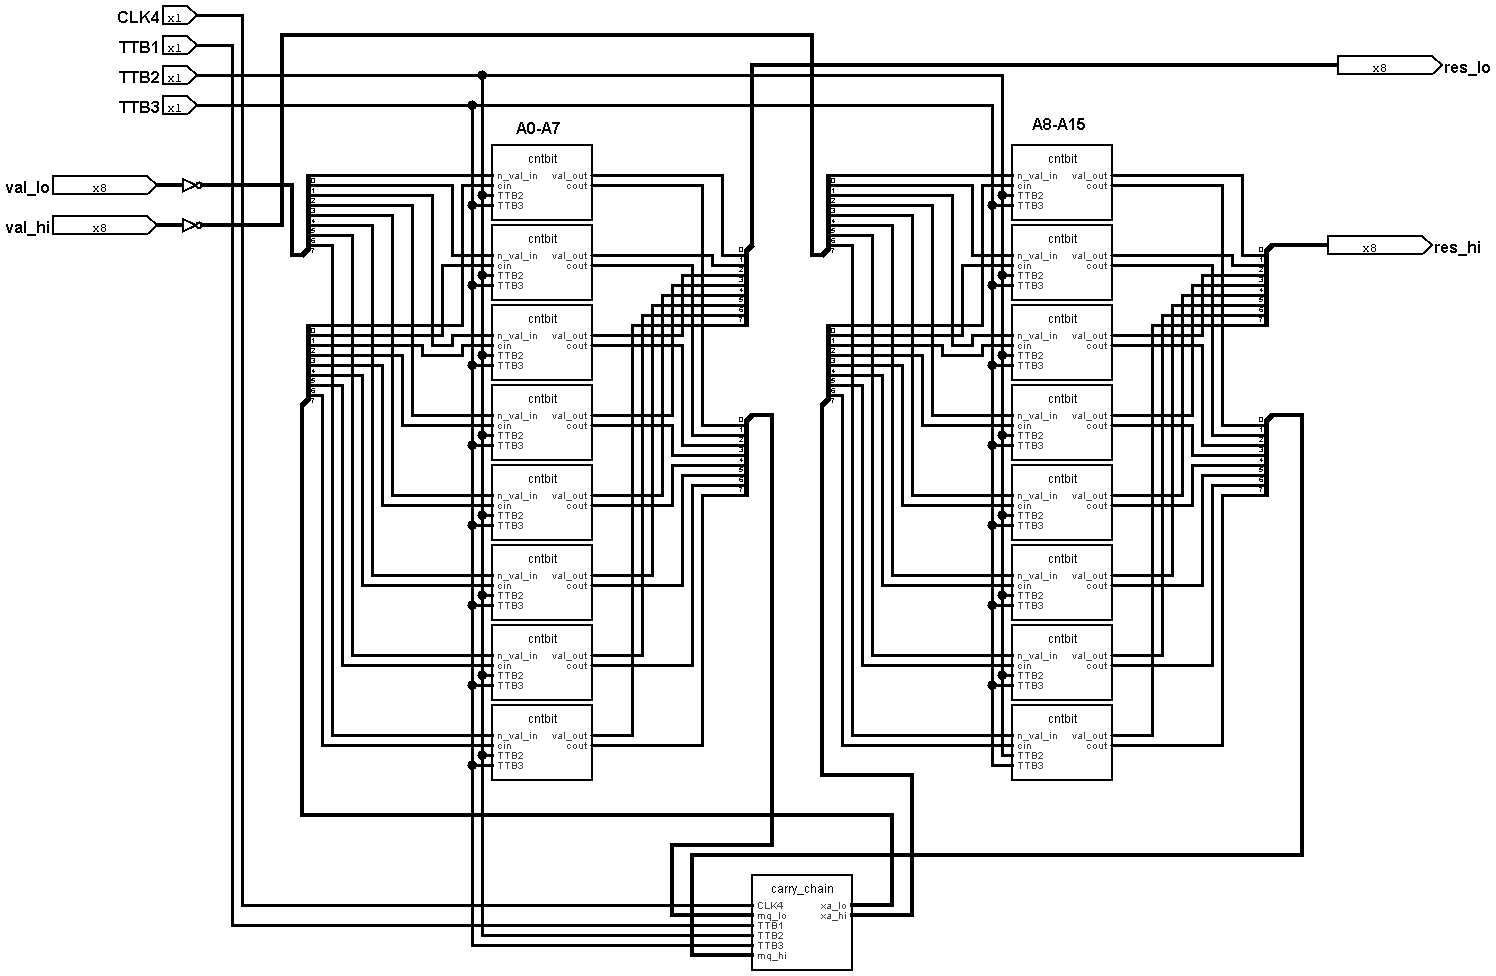 CLK4 x1
TTB1 x1
TTB2 x1
TTB3 x1
val_lo x8
val_hi x8
x8 res_lo
x8 res_hi
A0-A7
cntbit
n_val_in val_out
cin cout
TTB2
TTB3
cntbit
n_val_in val_out
cin cout
TTB2
TTB3
cntbit
n_val_in val_out
cin cout
TTB2
TTB3
cntbit
n_val_in val_out
cin cout
TTB2
TTB3
cntbit
n_val_in val_out
cin cout
TTB2
TTB3
cntbit
n_val_in val_out
cin cout
TTB2
TTB3
cntbit
n_val_in val_out
cin cout
TTB2
TTB3
cntbit
n_val_in val_out
cin cout
TTB2
TTB3
A8-A15
cntbit
n_val_in val_out
cin cout
TTB2
TTB3
cntbit
n_val_in val_out
cin cout
TTB2
TTB3
cntbit
n_val_in val_out
cin cout
TTB2
TTB3
cntbit
n_val_in val_out
cin cout
TTB2
TTB3
cntbit
n_val_in val_out
cin cout
TTB2
TTB3
cntbit
n_val_in val_out
cin cout
TTB2
TTB3
cntbit
n_val_in val_out
cin cout
TTB2
TTB3
cntbit
n_val_in val_out
cin cout
TTB2
TTB3
carry_chain
CLK4 xa_lo
mq_lo xa_hi
TTB1
TTB2
TTB3
mq_hi